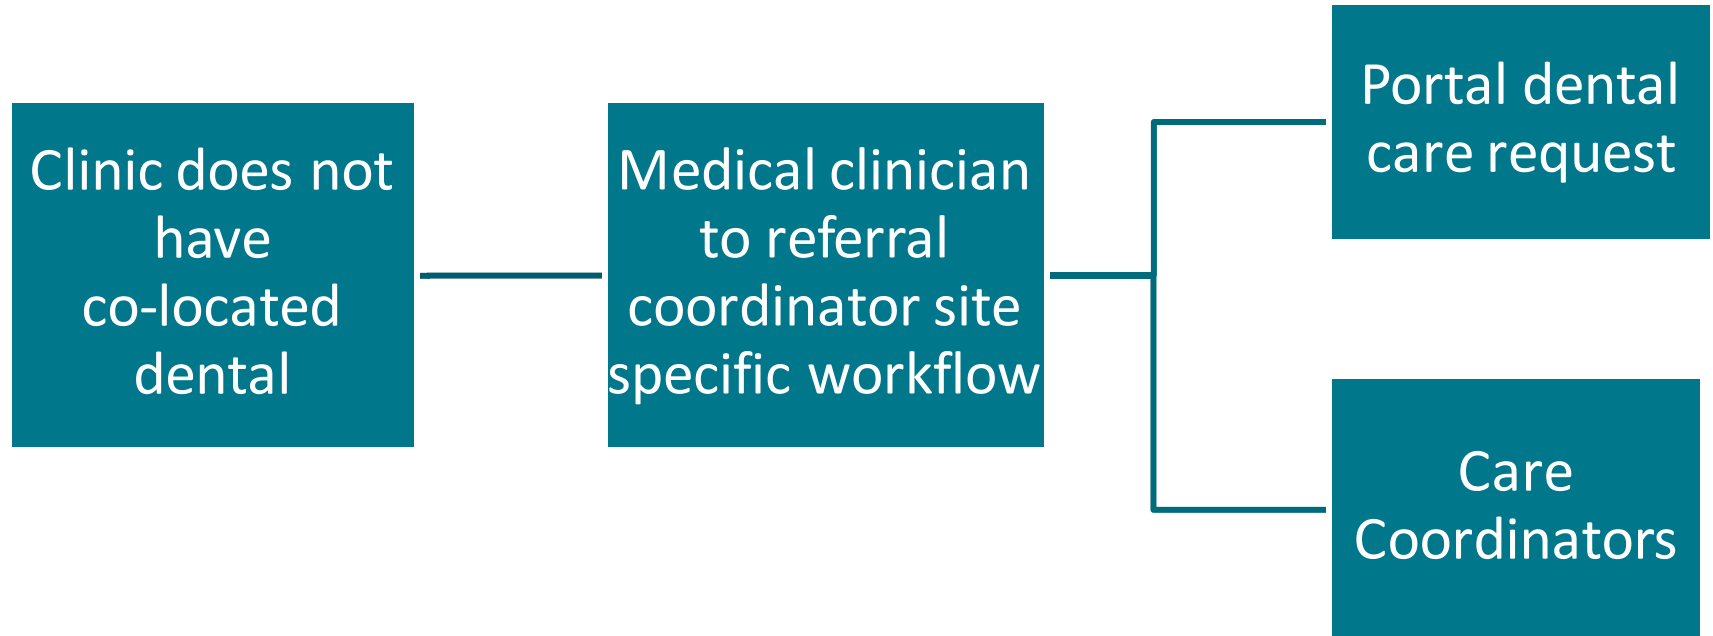 Clinic does not
have
co-located
dental
Medical clinician
to referral
coordinator site
specific workflow
Portal dental
care request
Care
Coordinators